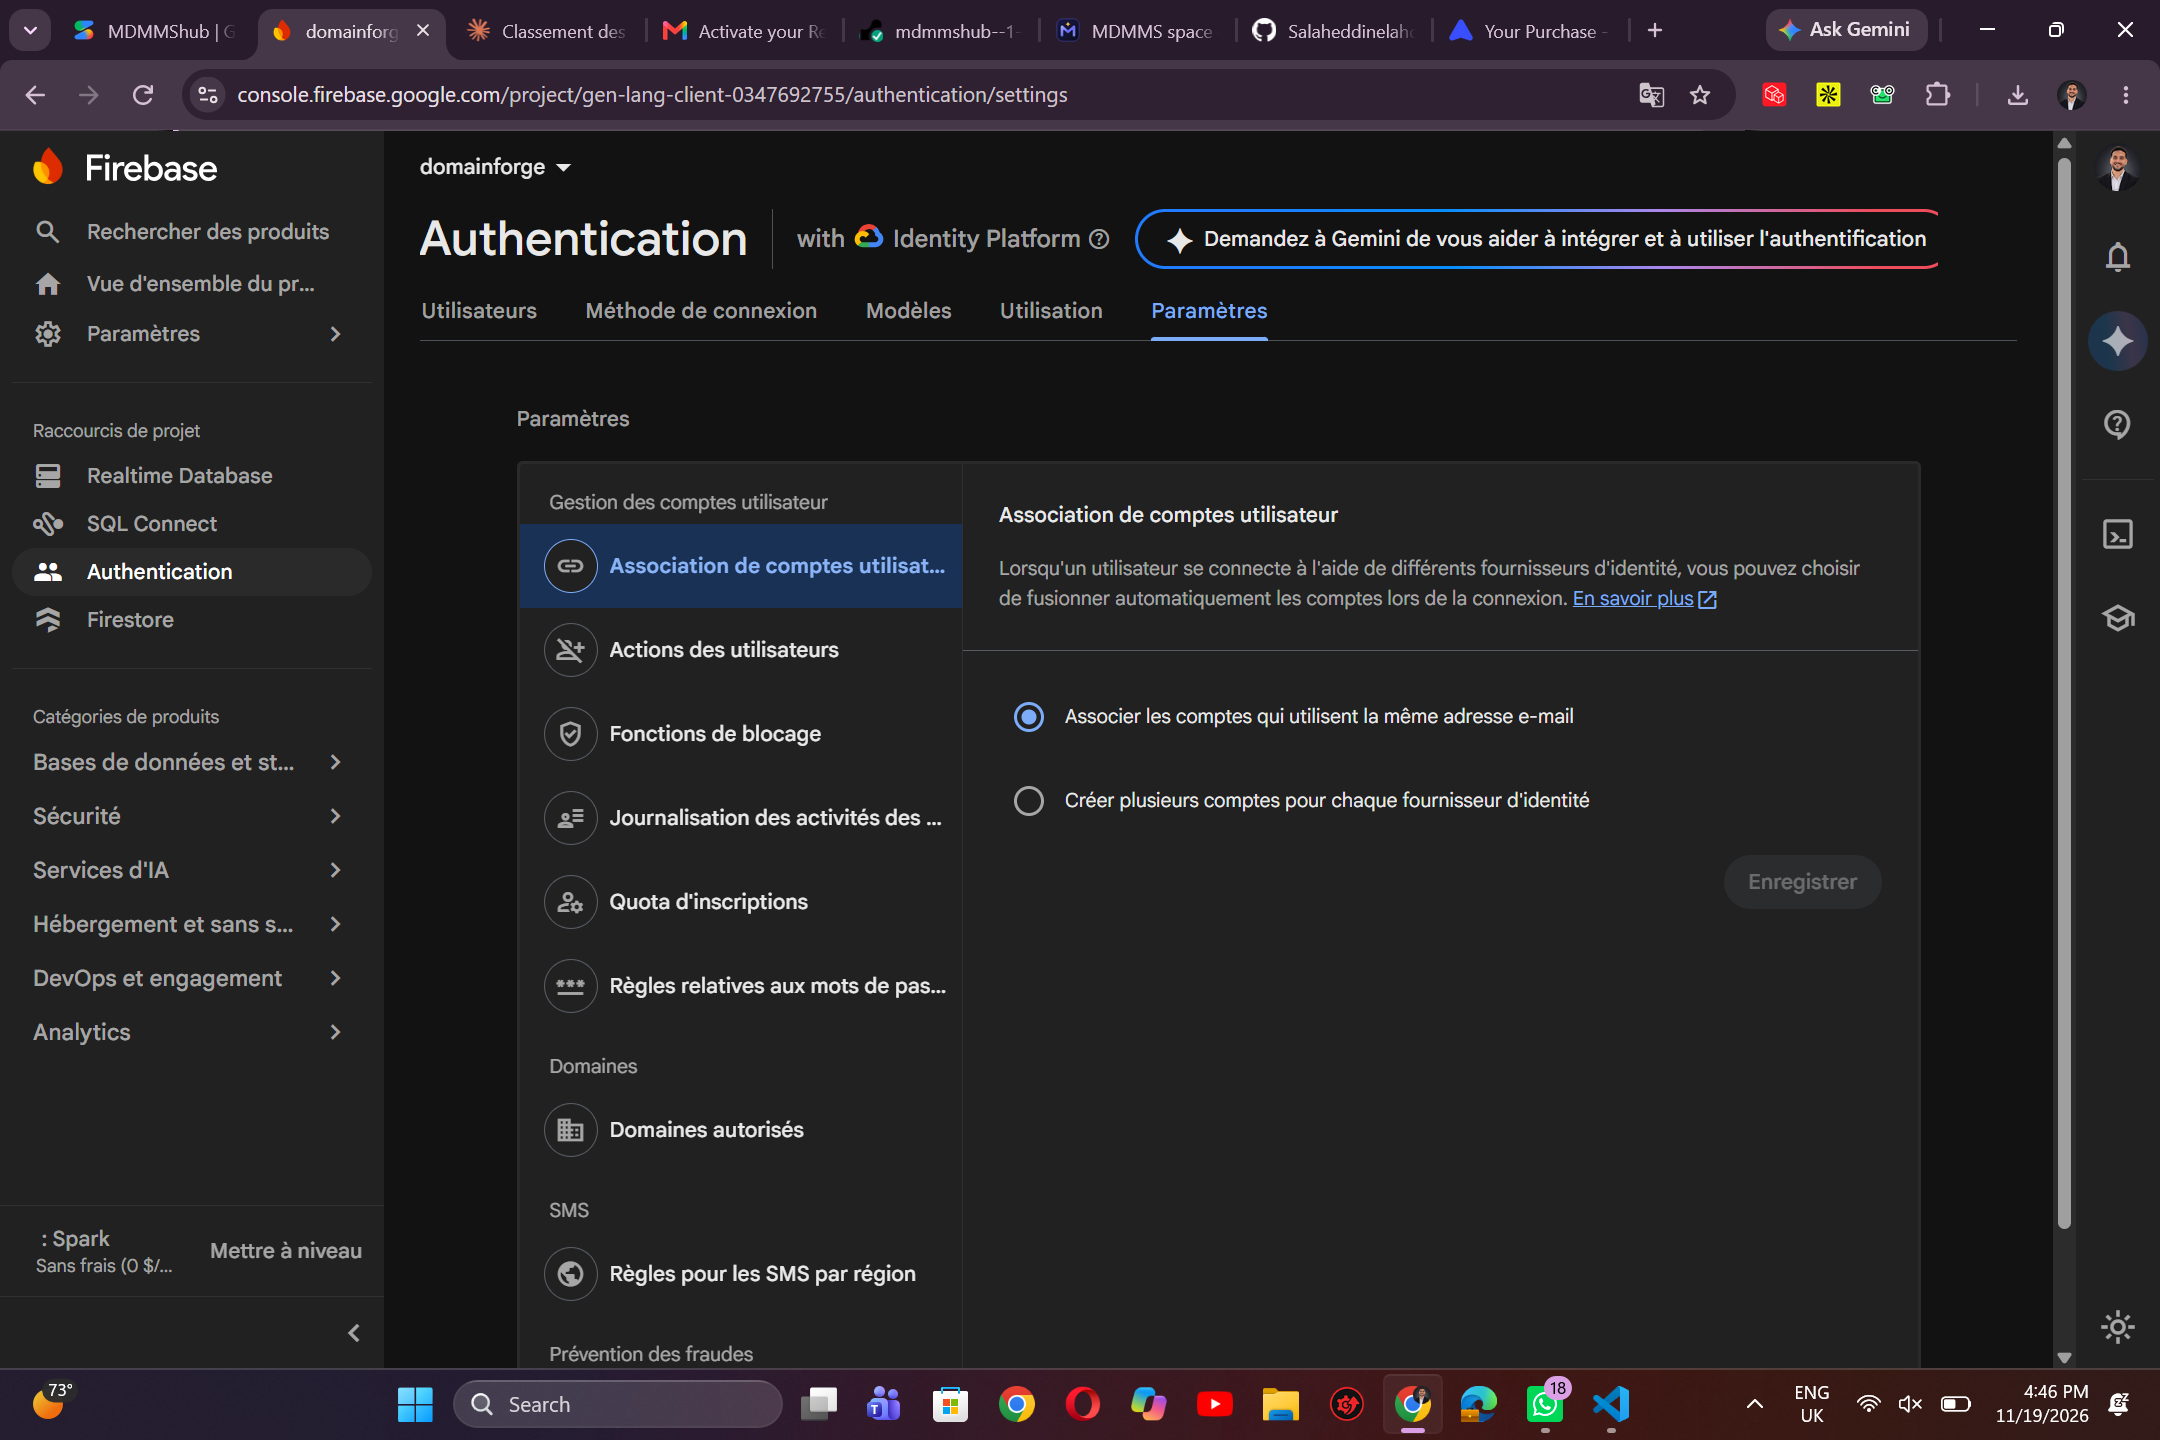 MDMMShub | G
domainforg
Classement des
Activate your Re
mdmmshub--1-
MDMMS space
Salaheddinelaho
Your Purchase -
Ask Gemini
console.firebase.google.com/project/gen-lang-client-0347692755/authentication/settings
Firebase
Rechercher des produits
Vue d'ensemble du pr...
Paramètres
Raccourcis de projet
Realtime Database
SQL Connect
Authentication
Firestore
Catégories de produits
Bases de données et st...
Sécurité
Services d'IA
Hébergement et sans s...
DevOps et engagement
Analytics
: Spark
Sans frais (0 $/...
Mettre à niveau
domainforge
Authentication
with Identity Platform
Demandez à Gemini de vous aider à intégrer et à utiliser l'authentification
Utilisateurs
Méthode de connexion
Modèles
Utilisation
Paramètres
Paramètres
Gestion des comptes utilisateur
Association de comptes utilisat...
Actions des utilisateurs
Fonctions de blocage
Journalisation des activités des ...
Quota d'inscriptions
Règles relatives aux mots de pas...
Domaines
Domaines autorisés
SMS
Règles pour les SMS par région
Prévention des fraudes
Association de comptes utilisateur
Lorsqu'un utilisateur se connecte à l'aide de différents fournisseurs d'identité, vous pouvez choisir
de fusionner automatiquement les comptes lors de la connexion. En savoir plus
Associer les comptes qui utilisent la même adresse e-mail
Créer plusieurs comptes pour chaque fournisseur d'identité
Enregistrer
73°
Search
18
ENG
UK
4:46 PM
11/19/2026